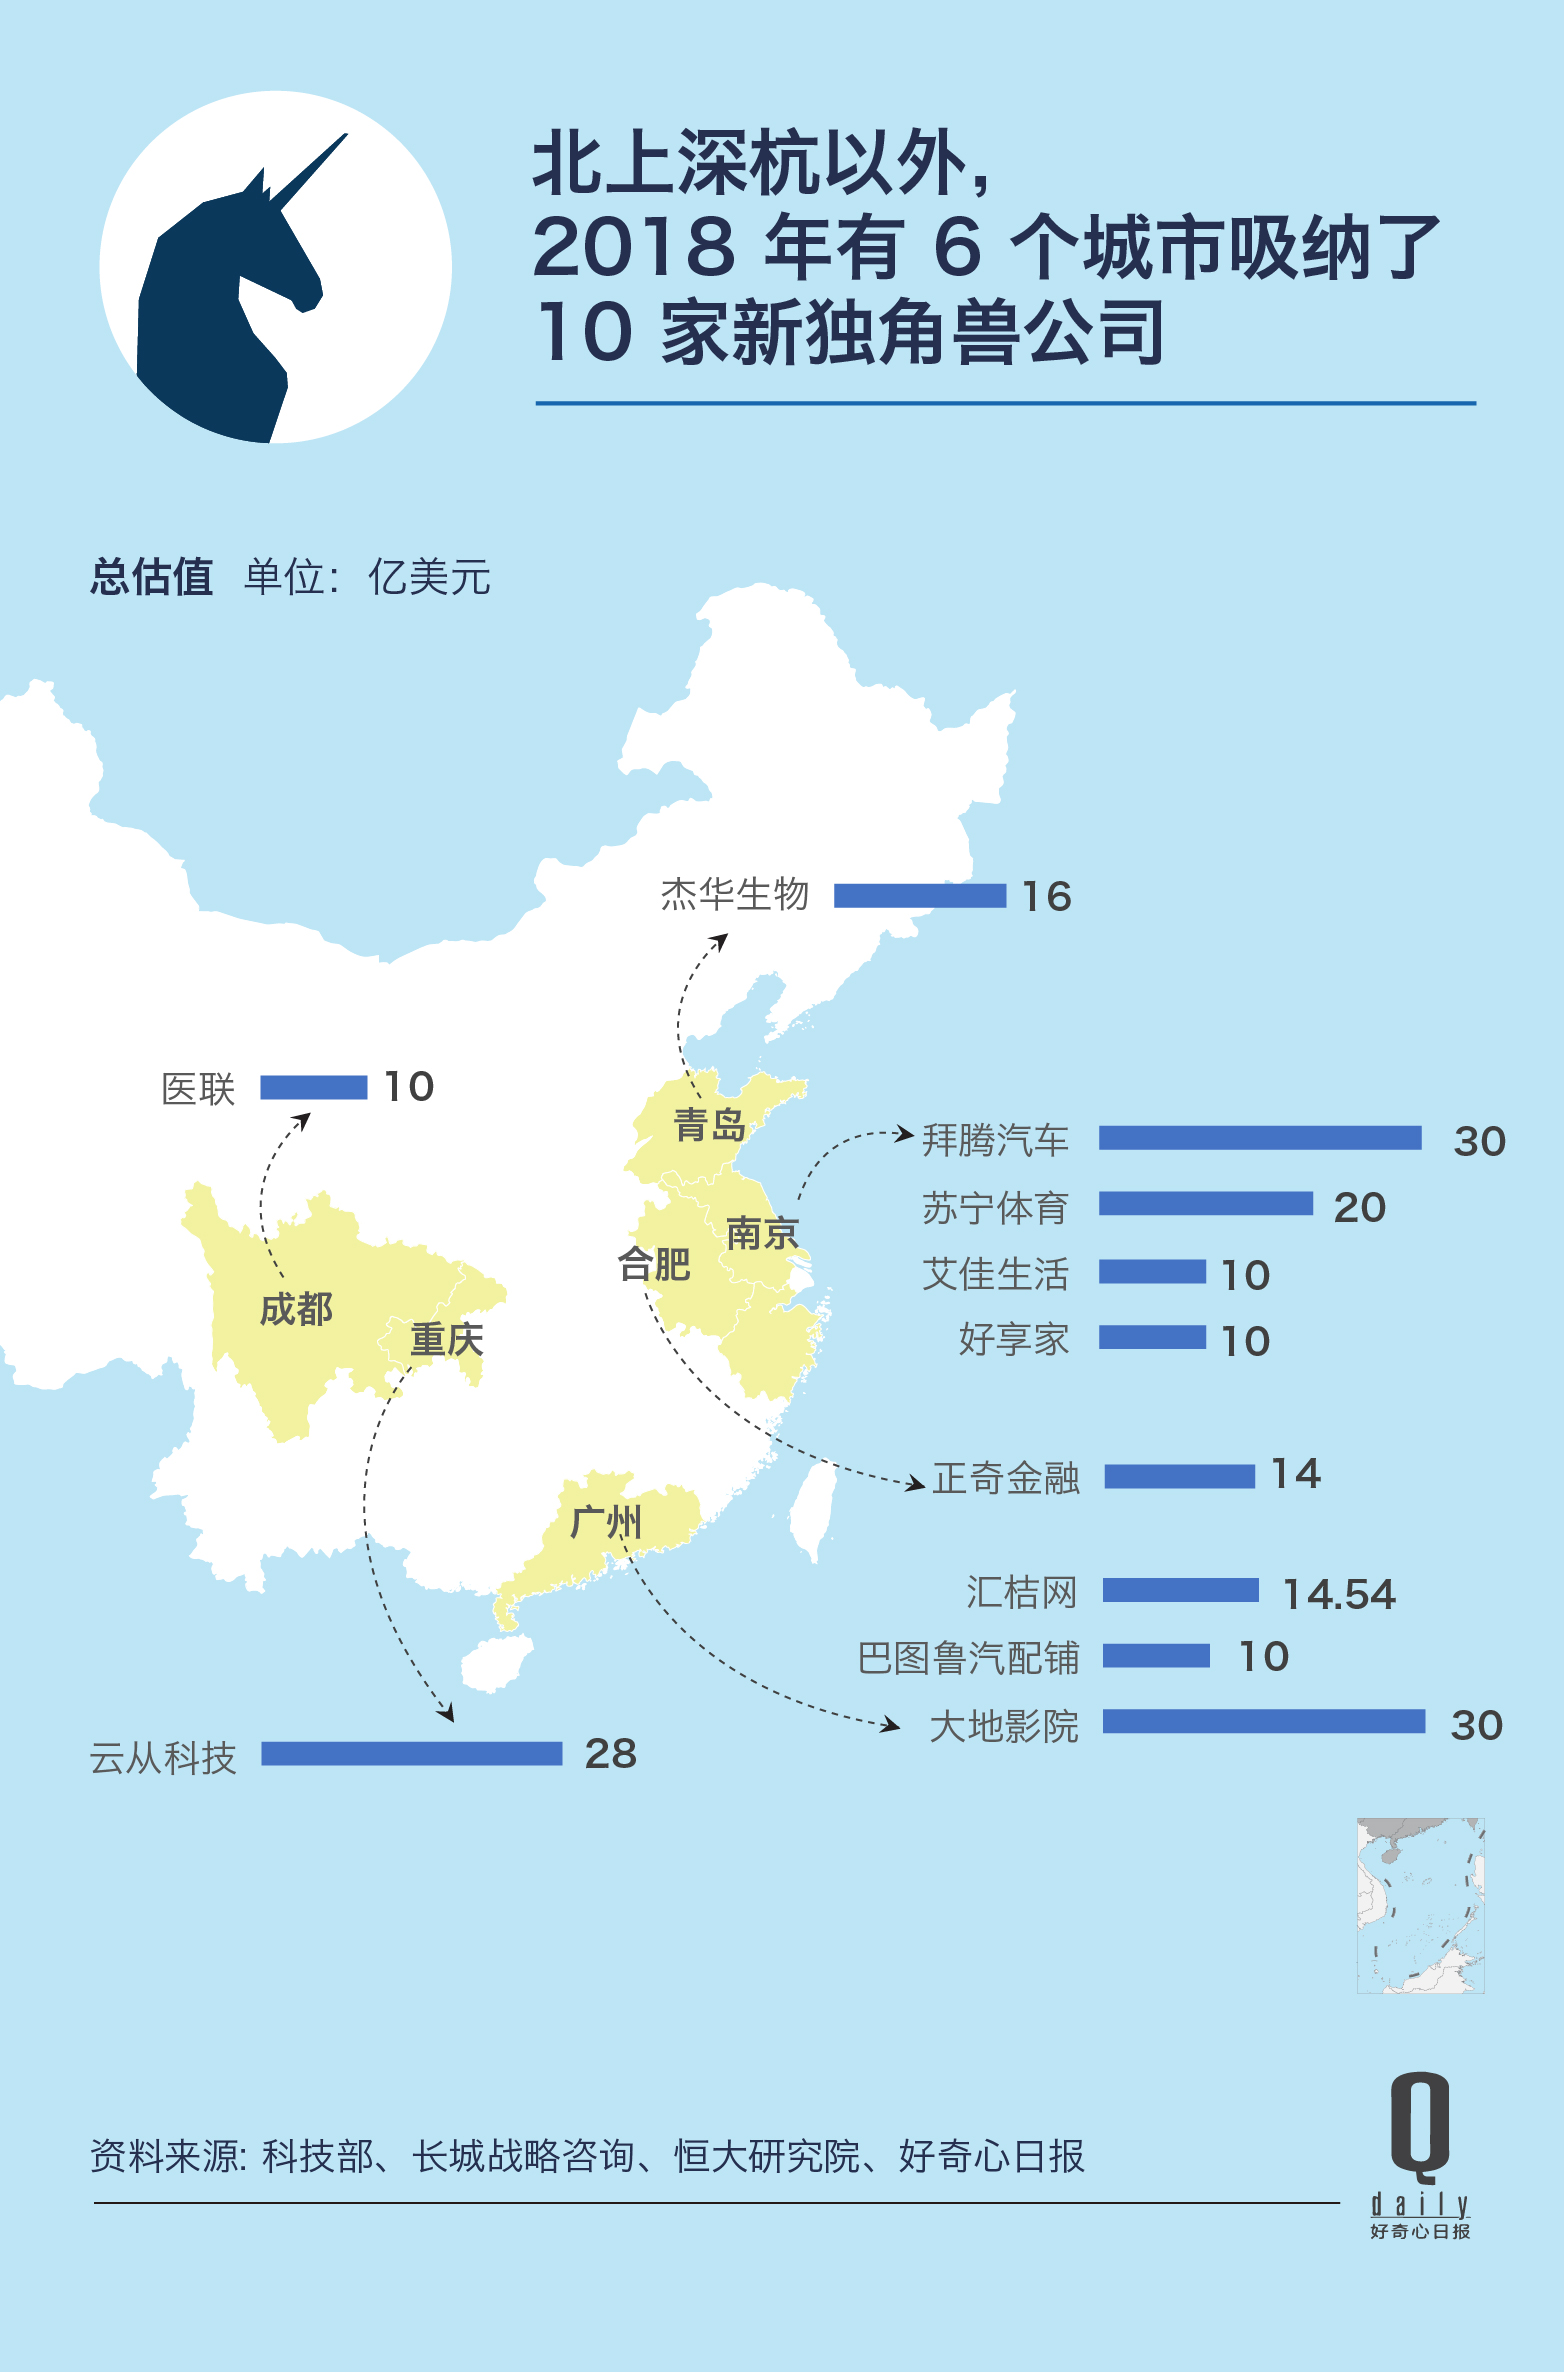 北上深杭以外,
2018 年有 6 个城市吸纳了
10 家新独角兽公司
总估值 单位：亿美元
杰华生物 16
医联 10
青岛
拜腾汽车 30
苏宁体育 20
南京
合肥
艾佳生活 10
成都
重庆
好享家 10
正奇金融 14
广州
汇桔网 14.54
巴图鲁汽配铺 10
大地影院 30
云从科技 28
资料来源: 科技部、长城战略咨询、恒大研究院、好奇心日报
Q
daily
好奇心日报